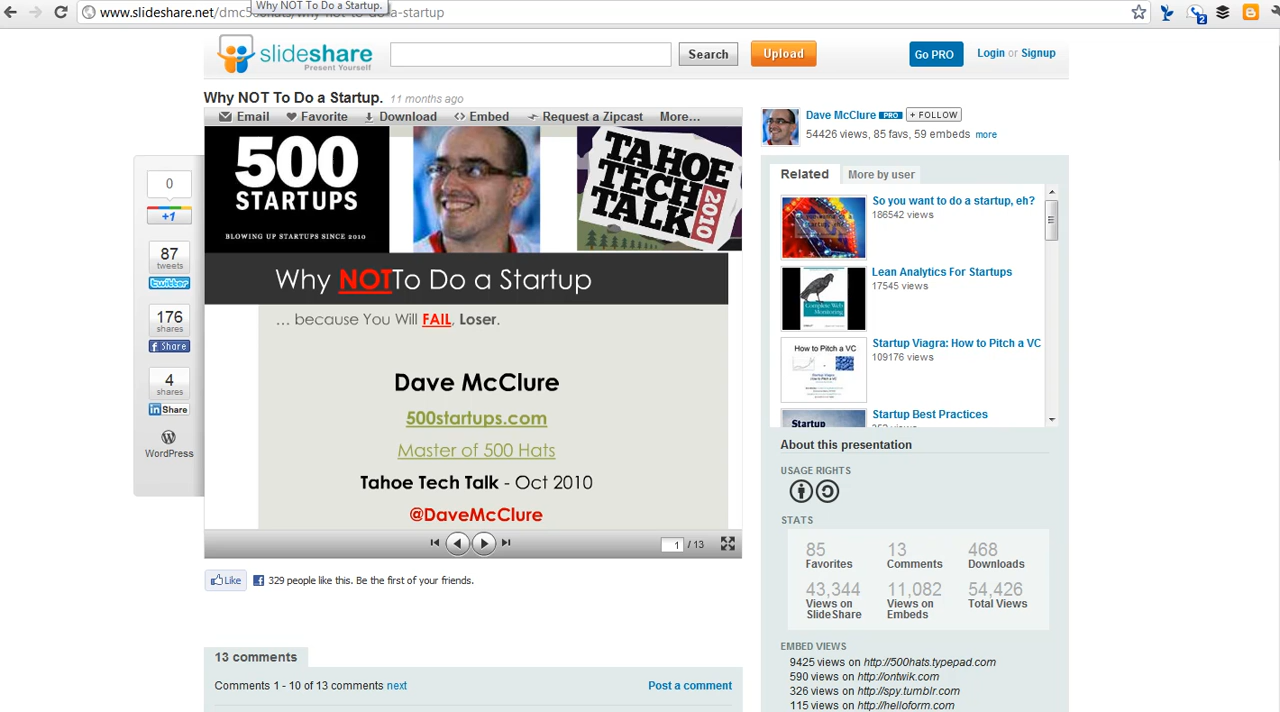 Why NOT To Do a Startup.
www.slideshare.net/dmc500hats/why-not-to-do-a-startup
2
slideshare
Present Yourself
Search
Upload
Go PRO
Login or Signup
Why NOT To Do a Startup. 11 months ago
Email
Favorite
Download
Embed
Request a Zipcast
More...
0
+1
87
tweets
twitter
176
shares
Share
4
shares
in Share
WordPress
500
STARTUPS
BLOWING UP STARTUPS SINCE 2010
TAHOE
TECH
TALK
2010
Why NOTTo Do a Startup
… because You Will FAIL, Loser.
Dave McClure
500startups.com
Master of 500 Hats
Tahoe Tech Talk - Oct 2010
@DaveMcClure
1 / 13
Like
329 people like this. Be the first of your friends.
13 comments
Comments 1 - 10 of 13 comments next
Post a comment
Dave McClure PRO + FOLLOW
54426 views, 85 favs, 59 embeds more
Related
More by user
So you want to do a startup, eh?
186542 views
Lean Analytics For Startups
17545 views
Complete Web
Monitoring
Startup Viagra: How to Pitch a VC
109176 views
How to Pitch a VC
Startup Best Practices
Startup
About this presentation
USAGE RIGHTS
STATS
85
Favorites
13
Comments
468
Downloads
43,344
Views on
SlideShare
11,082
Views on
Embeds
54,426
Total Views
EMBED VIEWS
9425 views on http://500hats.typepad.com
590 views on http://ontwik.com
326 views on http://spy.tumblr.com
115 views on http://helloform.com